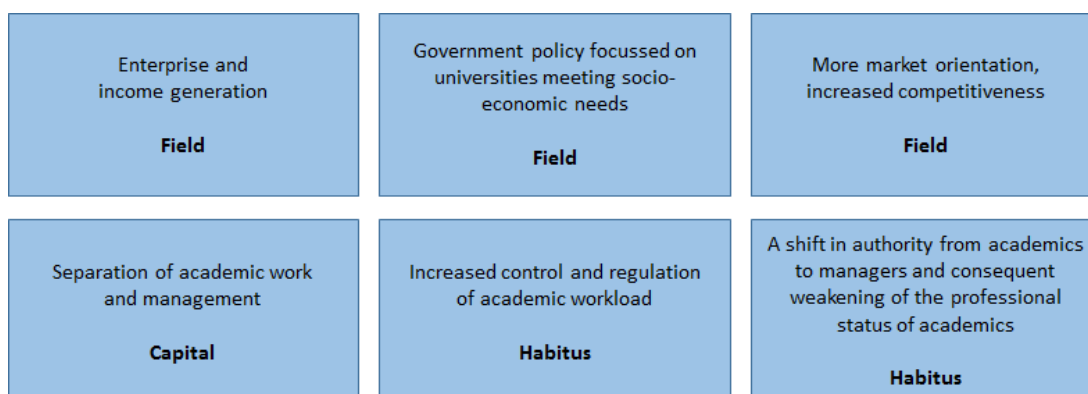 Enterprise and
income generation
Field
Government policy focussed on
universities meeting socio-
economic needs
Field
More market orientation,
increased competitiveness
Field
Separation of academic work
and management
Capital
Increased control and regulation
of academic workload
Habitus
A shift in authority from academics
to managers and consequent
weakening of the professional
status of academics
Habitus